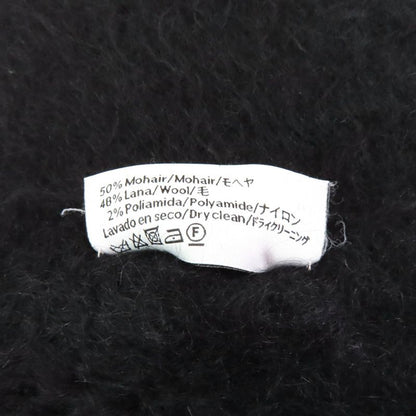 50% Mohair/Mohair/モヘヤ
48% Lana/Wool/毛
2% Poliamida/Polyamide/ナイロン
Lavado en seco/Dry clean/ドライクリーニング
F